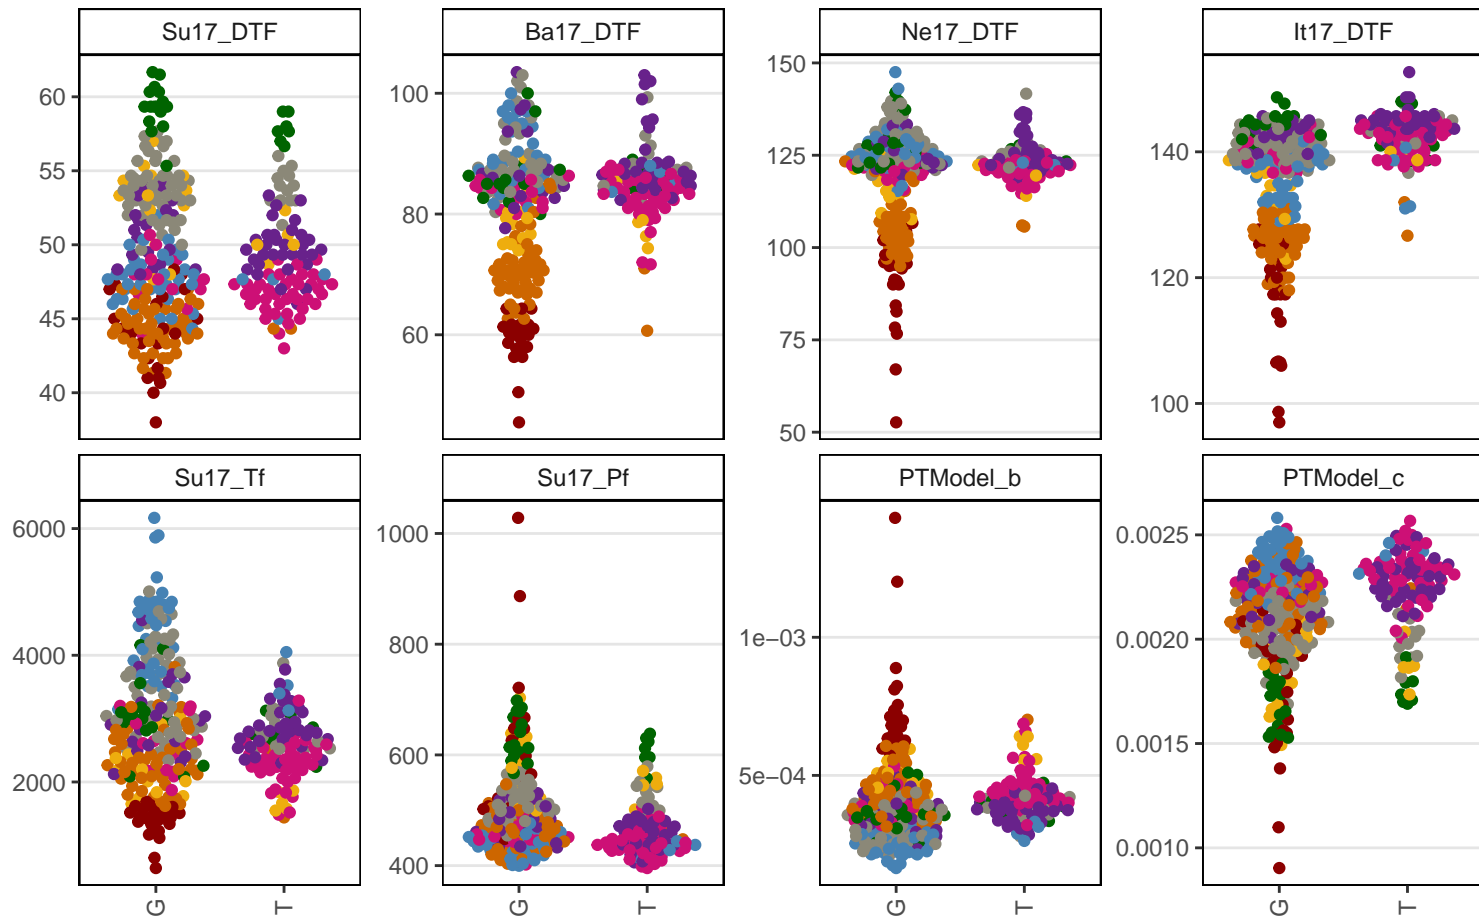 Su17_DTF
Ba17_DTF
Ne17_DTF
It17_DTF
60
55
50
45
40
100
80
60
150
125
100
75
50
140
120
100
Su17_Tf
Su17_Pf
PTModel_b
PTModel_c
6000
4000
2000
1000
800
600
400
1e−03
5e−04
0.0025
0.0020
0.0015
0.0010
G
T
G
T
G
T
G
T